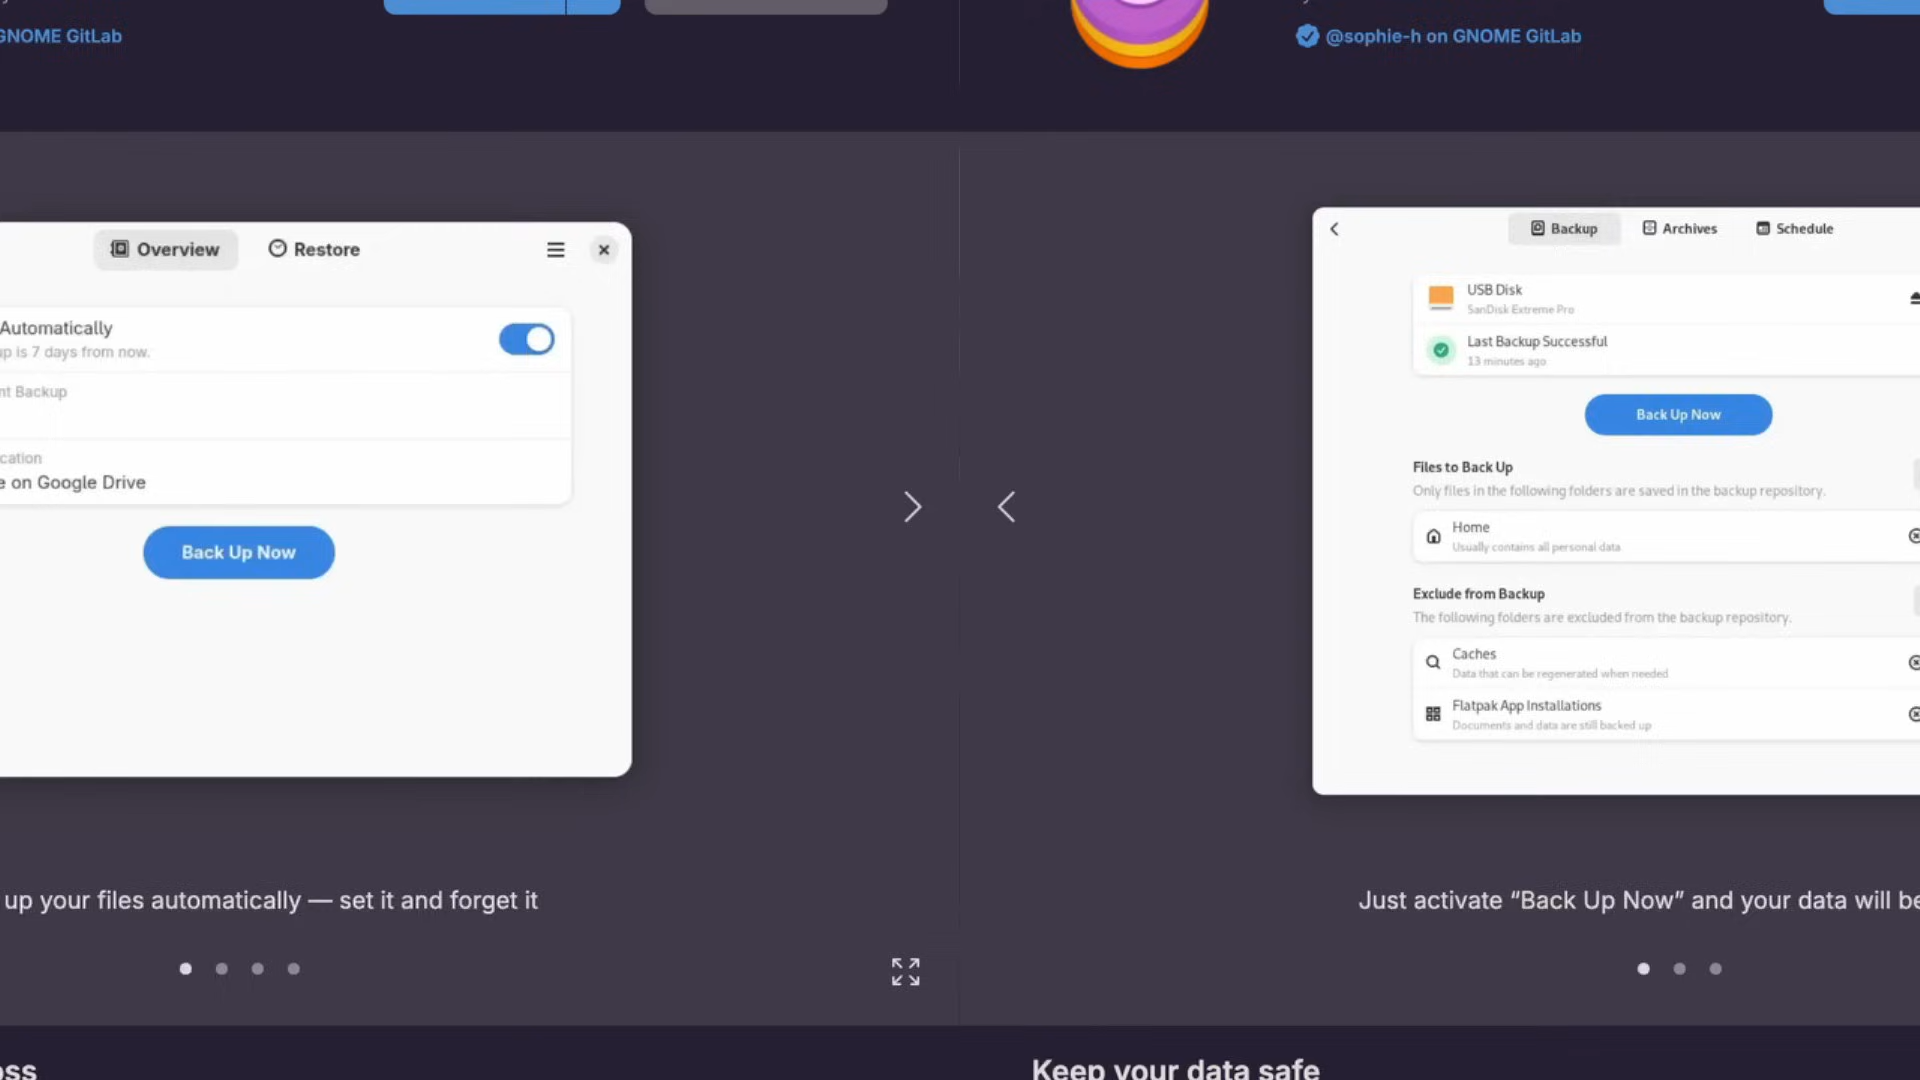 GNOME GitLab
Overview
Restore
Automatically
up is 7 days from now.
nt Backup
cation
e on Google Drive
Back Up Now
up your files automatically — set it and forget it
oss
@sophie-h on GNOME GitLab
Backup
Archives
Schedule
USB Disk
SanDisk Extreme Pro
Last Backup Successful
13 minutes ago
Back Up Now
Files to Back Up
Only files in the following folders are saved in the backup repository.
Home
Usually contains all personal data
Exclude from Backup
The following folders are excluded from the backup repository.
Caches
Data that can be regenerated when needed
Flatpak App Installations
Documents and data are still backed up
Just activate “Back Up Now” and your data will be
Keep your data safe